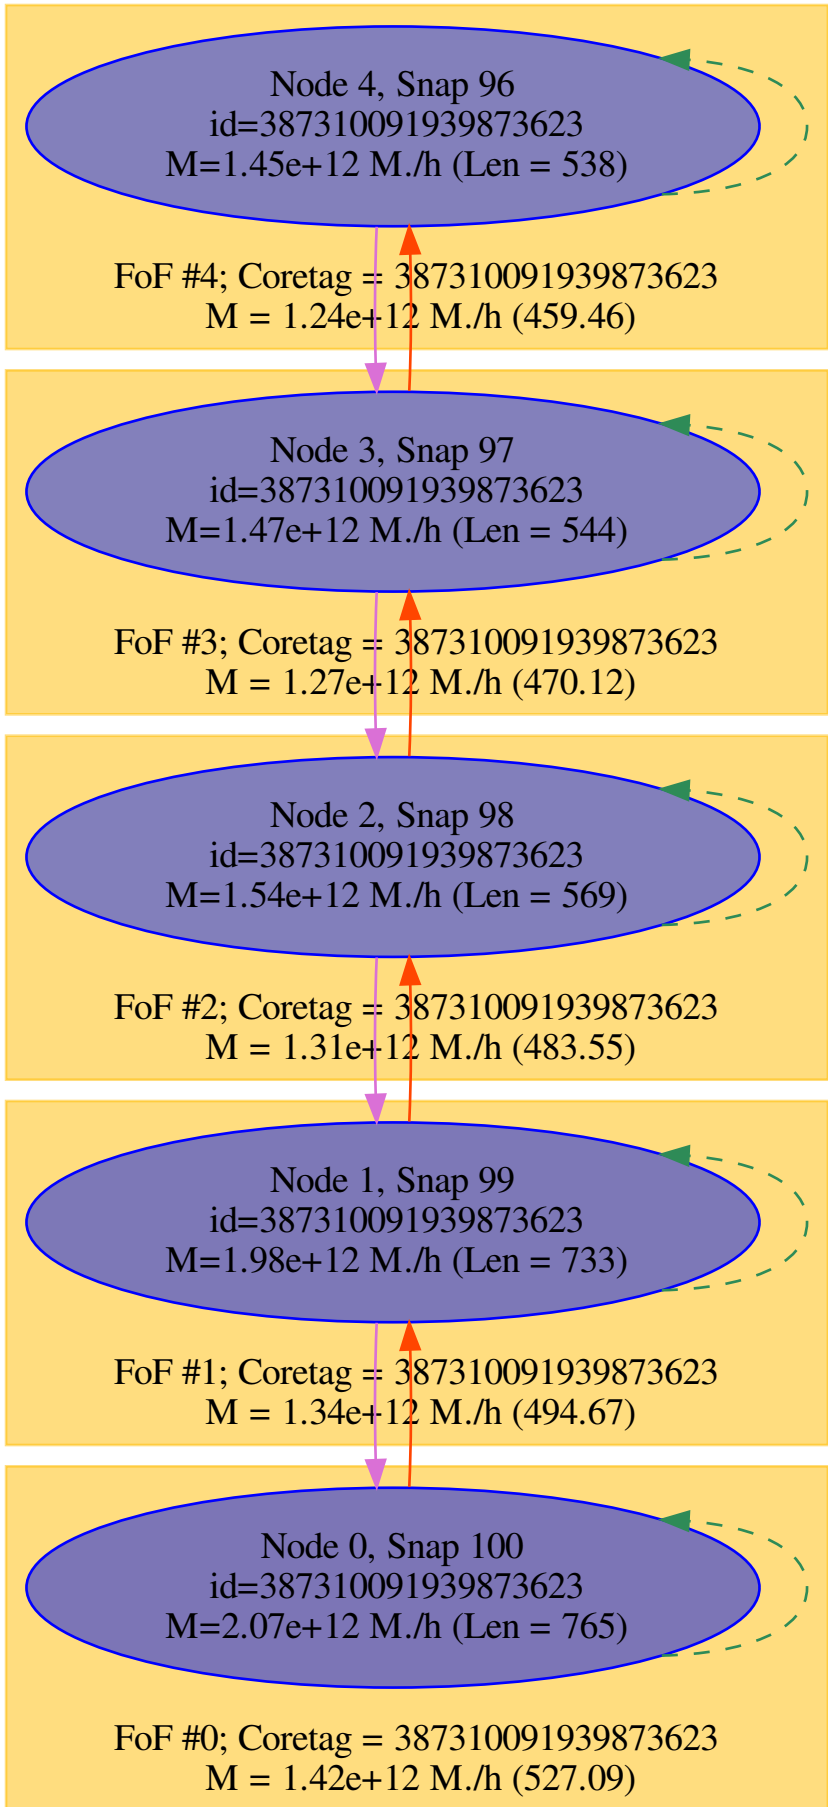 Node 4, Snap 96
id=387310091939873623
M=1.45e+12 M./h (Len = 538)
FoF #4; Coretag = 387310091939873623
M = 1.24e+12 M./h (459.46)
Node 3, Snap 97
id=387310091939873623
M=1.47e+12 M./h (Len = 544)
FoF #3; Coretag = 387310091939873623
M = 1.27e+12 M./h (470.12)
Node 2, Snap 98
id=387310091939873623
M=1.54e+12 M./h (Len = 569)
FoF #2; Coretag = 387310091939873623
M = 1.31e+12 M./h (483.55)
Node 1, Snap 99
id=387310091939873623
M=1.98e+12 M./h (Len = 733)
FoF #1; Coretag = 387310091939873623
M = 1.34e+12 M./h (494.67)
Node 0, Snap 100
id=387310091939873623
M=2.07e+12 M./h (Len = 765)
FoF #0; Coretag = 387310091939873623
M = 1.42e+12 M./h (527.09)